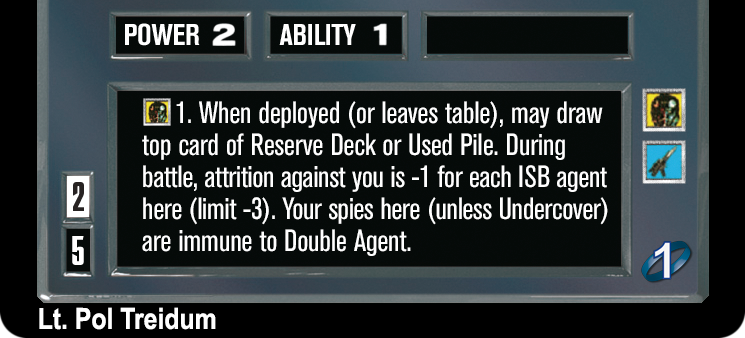 POWER 2 ABILITY 1
1. When deployed (or leaves table), may draw
top card of Reserve Deck or Used Pile. During
battle, attrition against you is -1 for each ISB agent
here (limit -3). Your spies here (unless Undercover)
are immune to Double Agent.
2
5
1
Lt. Pol Treidum